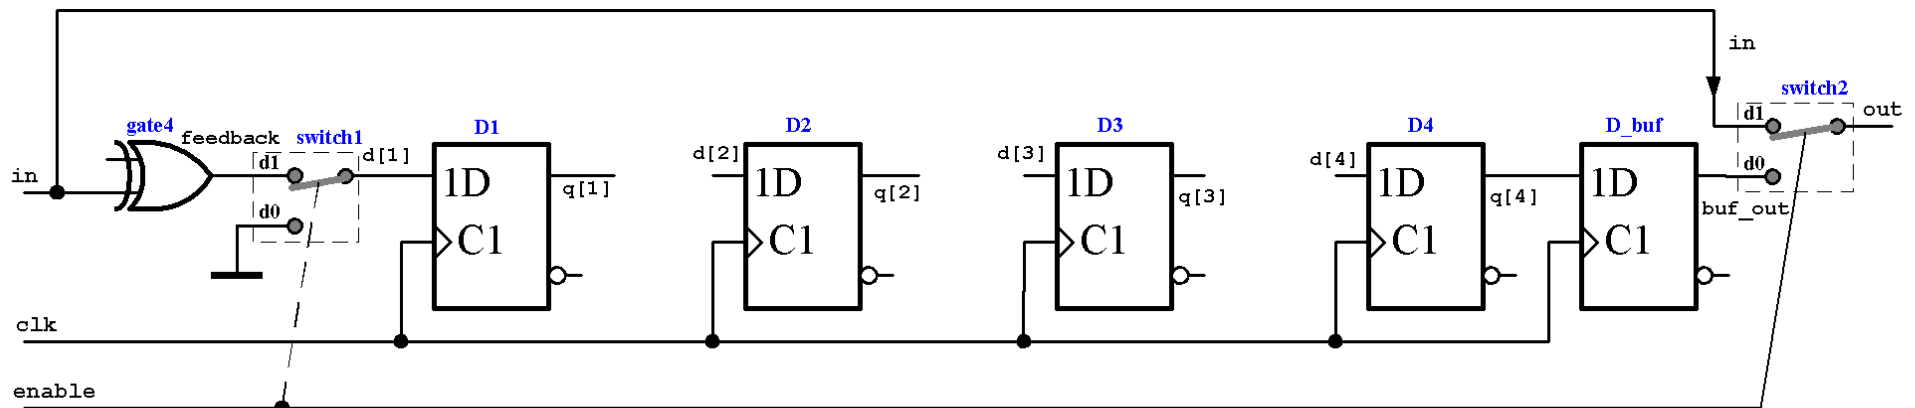 in
switch2
gate4
feedback
switch1
D1
D2
D3
D4
D_buf
d1
out
in
d1
d[1]
1D
q[1]
d[2]
1D
q[2]
d[3]
1D
q[3]
d[4]
1D
q[4]
1D
d0
buf_out
d0
C1
C1
C1
C1
C1
clk
enable